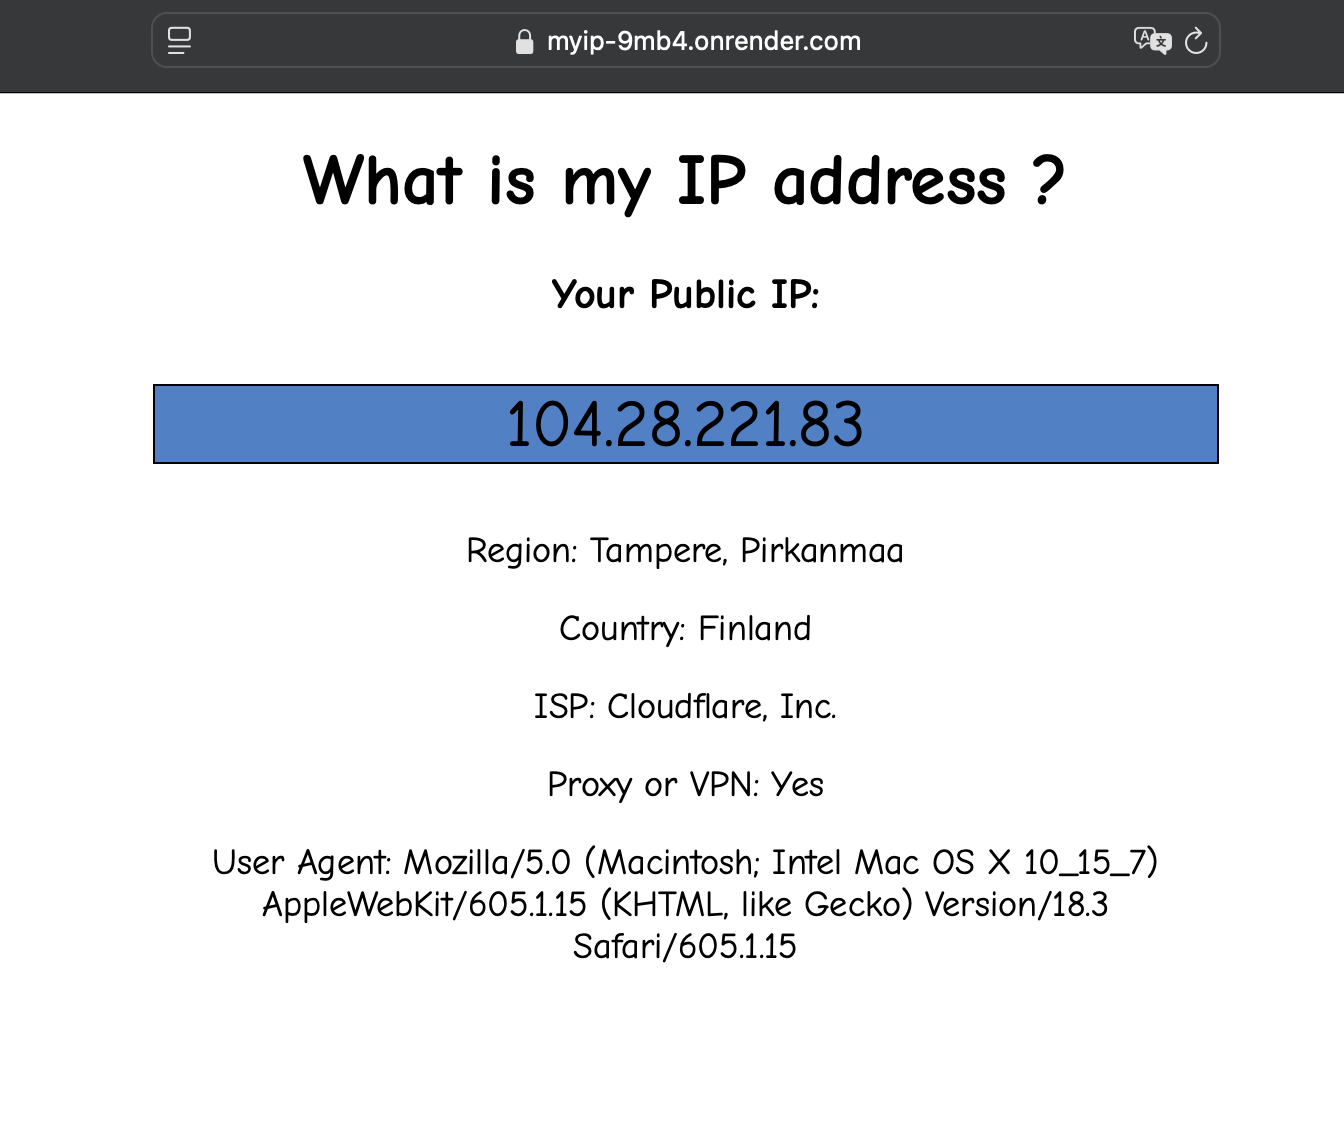 myip-9mb4.onrender.com
What is my IP address ?
Your Public IP:
104.28.221.83
Region: Tampere, Pirkanmaa
Country: Finland
ISP: Cloudflare, Inc.
Proxy or VPN: Yes
User Agent: Mozilla/5.0 (Macintosh; Intel Mac OS X 10_15_7)
AppleWebKit/605.1.15 (KHTML, like Gecko) Version/18.3
Safari/605.1.15